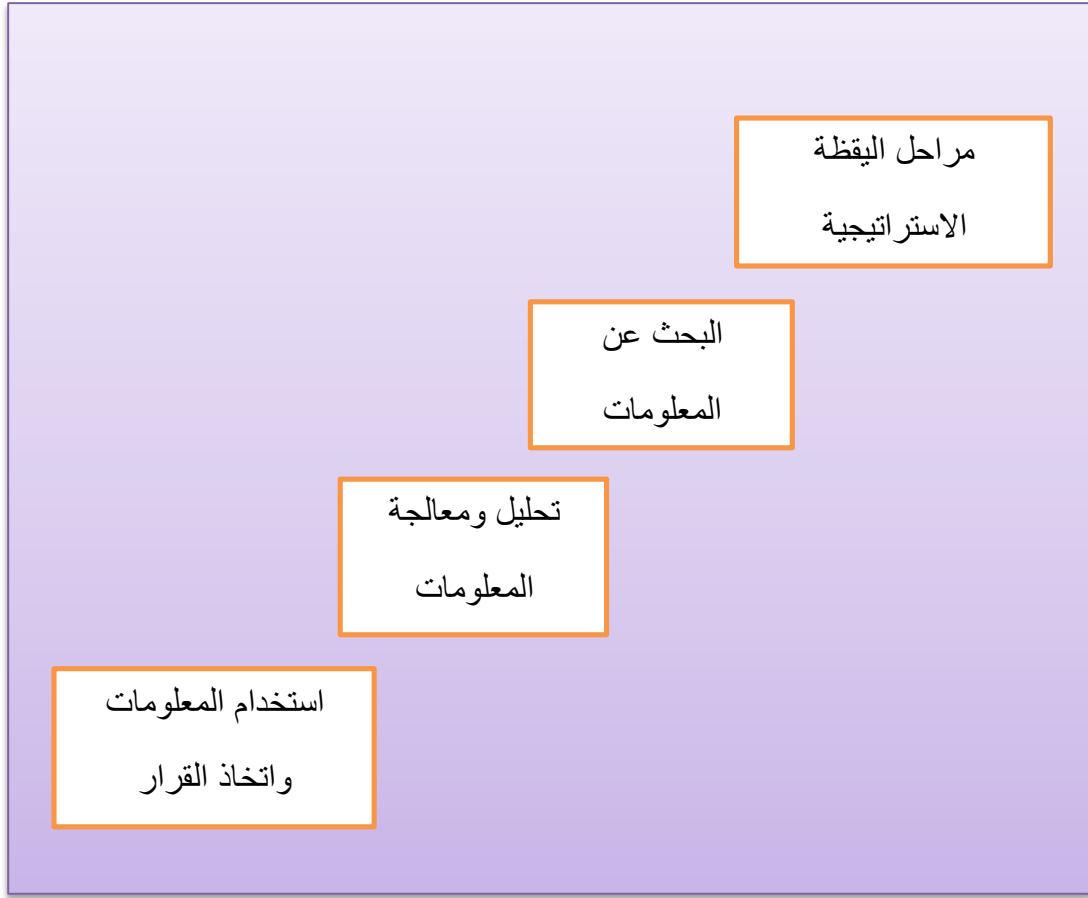 مراحل اليقظة
الاستراتيجية
البحث عن
المعلومات
تحليل ومعالجة
المعلومات
استخدام المعلومات
واتخاذ القرار